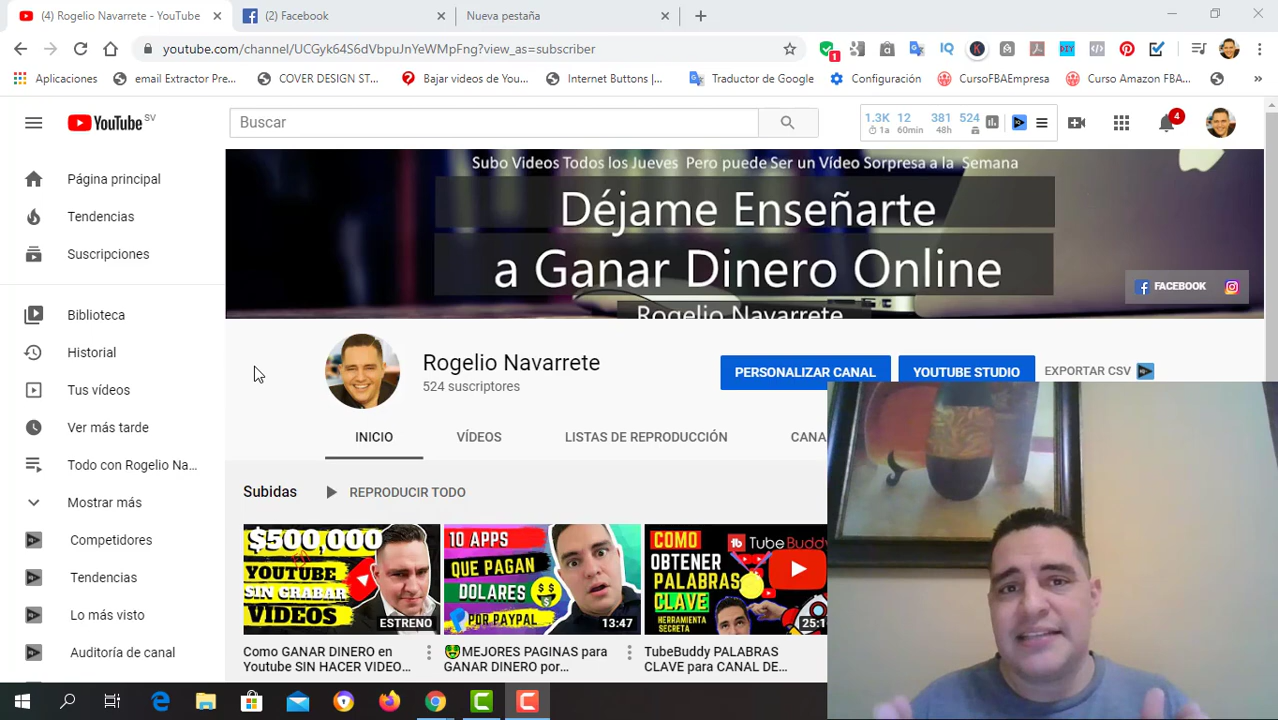 (4) Rogelio Navarrete - YouTube
(2) Facebook
Nueva pestaña
youtube.com/channel/UCGyk64S6dVbpuJnYeWMpFng?view_as=subscriber
IQ
K
DIY
1
Aplicaciones
email Extractor Pre...
COVER DESIGN ST...
Bajar videos de You...
Internet Buttons |...
Traductor de Google
Configuración
CursoFBAEmpresa
Curso Amazon FBA...
YouTube SV
Buscar
1.3K 12 381 524
1a 60min 48h
4
Subo Videos Todos los Jueves Pero puede Ser un Vídeo Sorpresa a la Semana
Déjame Enseñarte
a Ganar Dinero Online
Rogelio Navarrete
FACEBOOK
Página principal
Tendencias
Suscripciones
Biblioteca
Historial
Tus vídeos
Ver más tarde
Todo con Rogelio Na...
Mostrar más
Competidores
Tendencias
Lo más visto
Auditoría de canal
Rogelio Navarrete
524 suscriptores
PERSONALIZAR CANAL
YOUTUBE STUDIO
EXPORTAR CSV
INICIO
VÍDEOS
LISTAS DE REPRODUCCIÓN
CANA
Subidas
REPRODUCIR TODO
$500,000
YOUTUBE
SIN GRABAR
VIDEOS
ESTRENO
10 APPS
QUE PAGAN
DOLARES
POR PAYPAL
13:47
COMO
OBTENER
PALABRAS
CLAVE
HERRAMIENTA
SECRETA
TubeBuddy
25:1
Como GANAR DINERO en
Youtube SIN HACER VIDEO...
MEJORES PAGINAS para
GANAR DINERO por...
TubeBuddy PALABRAS
CLAVE para CANAL DE...